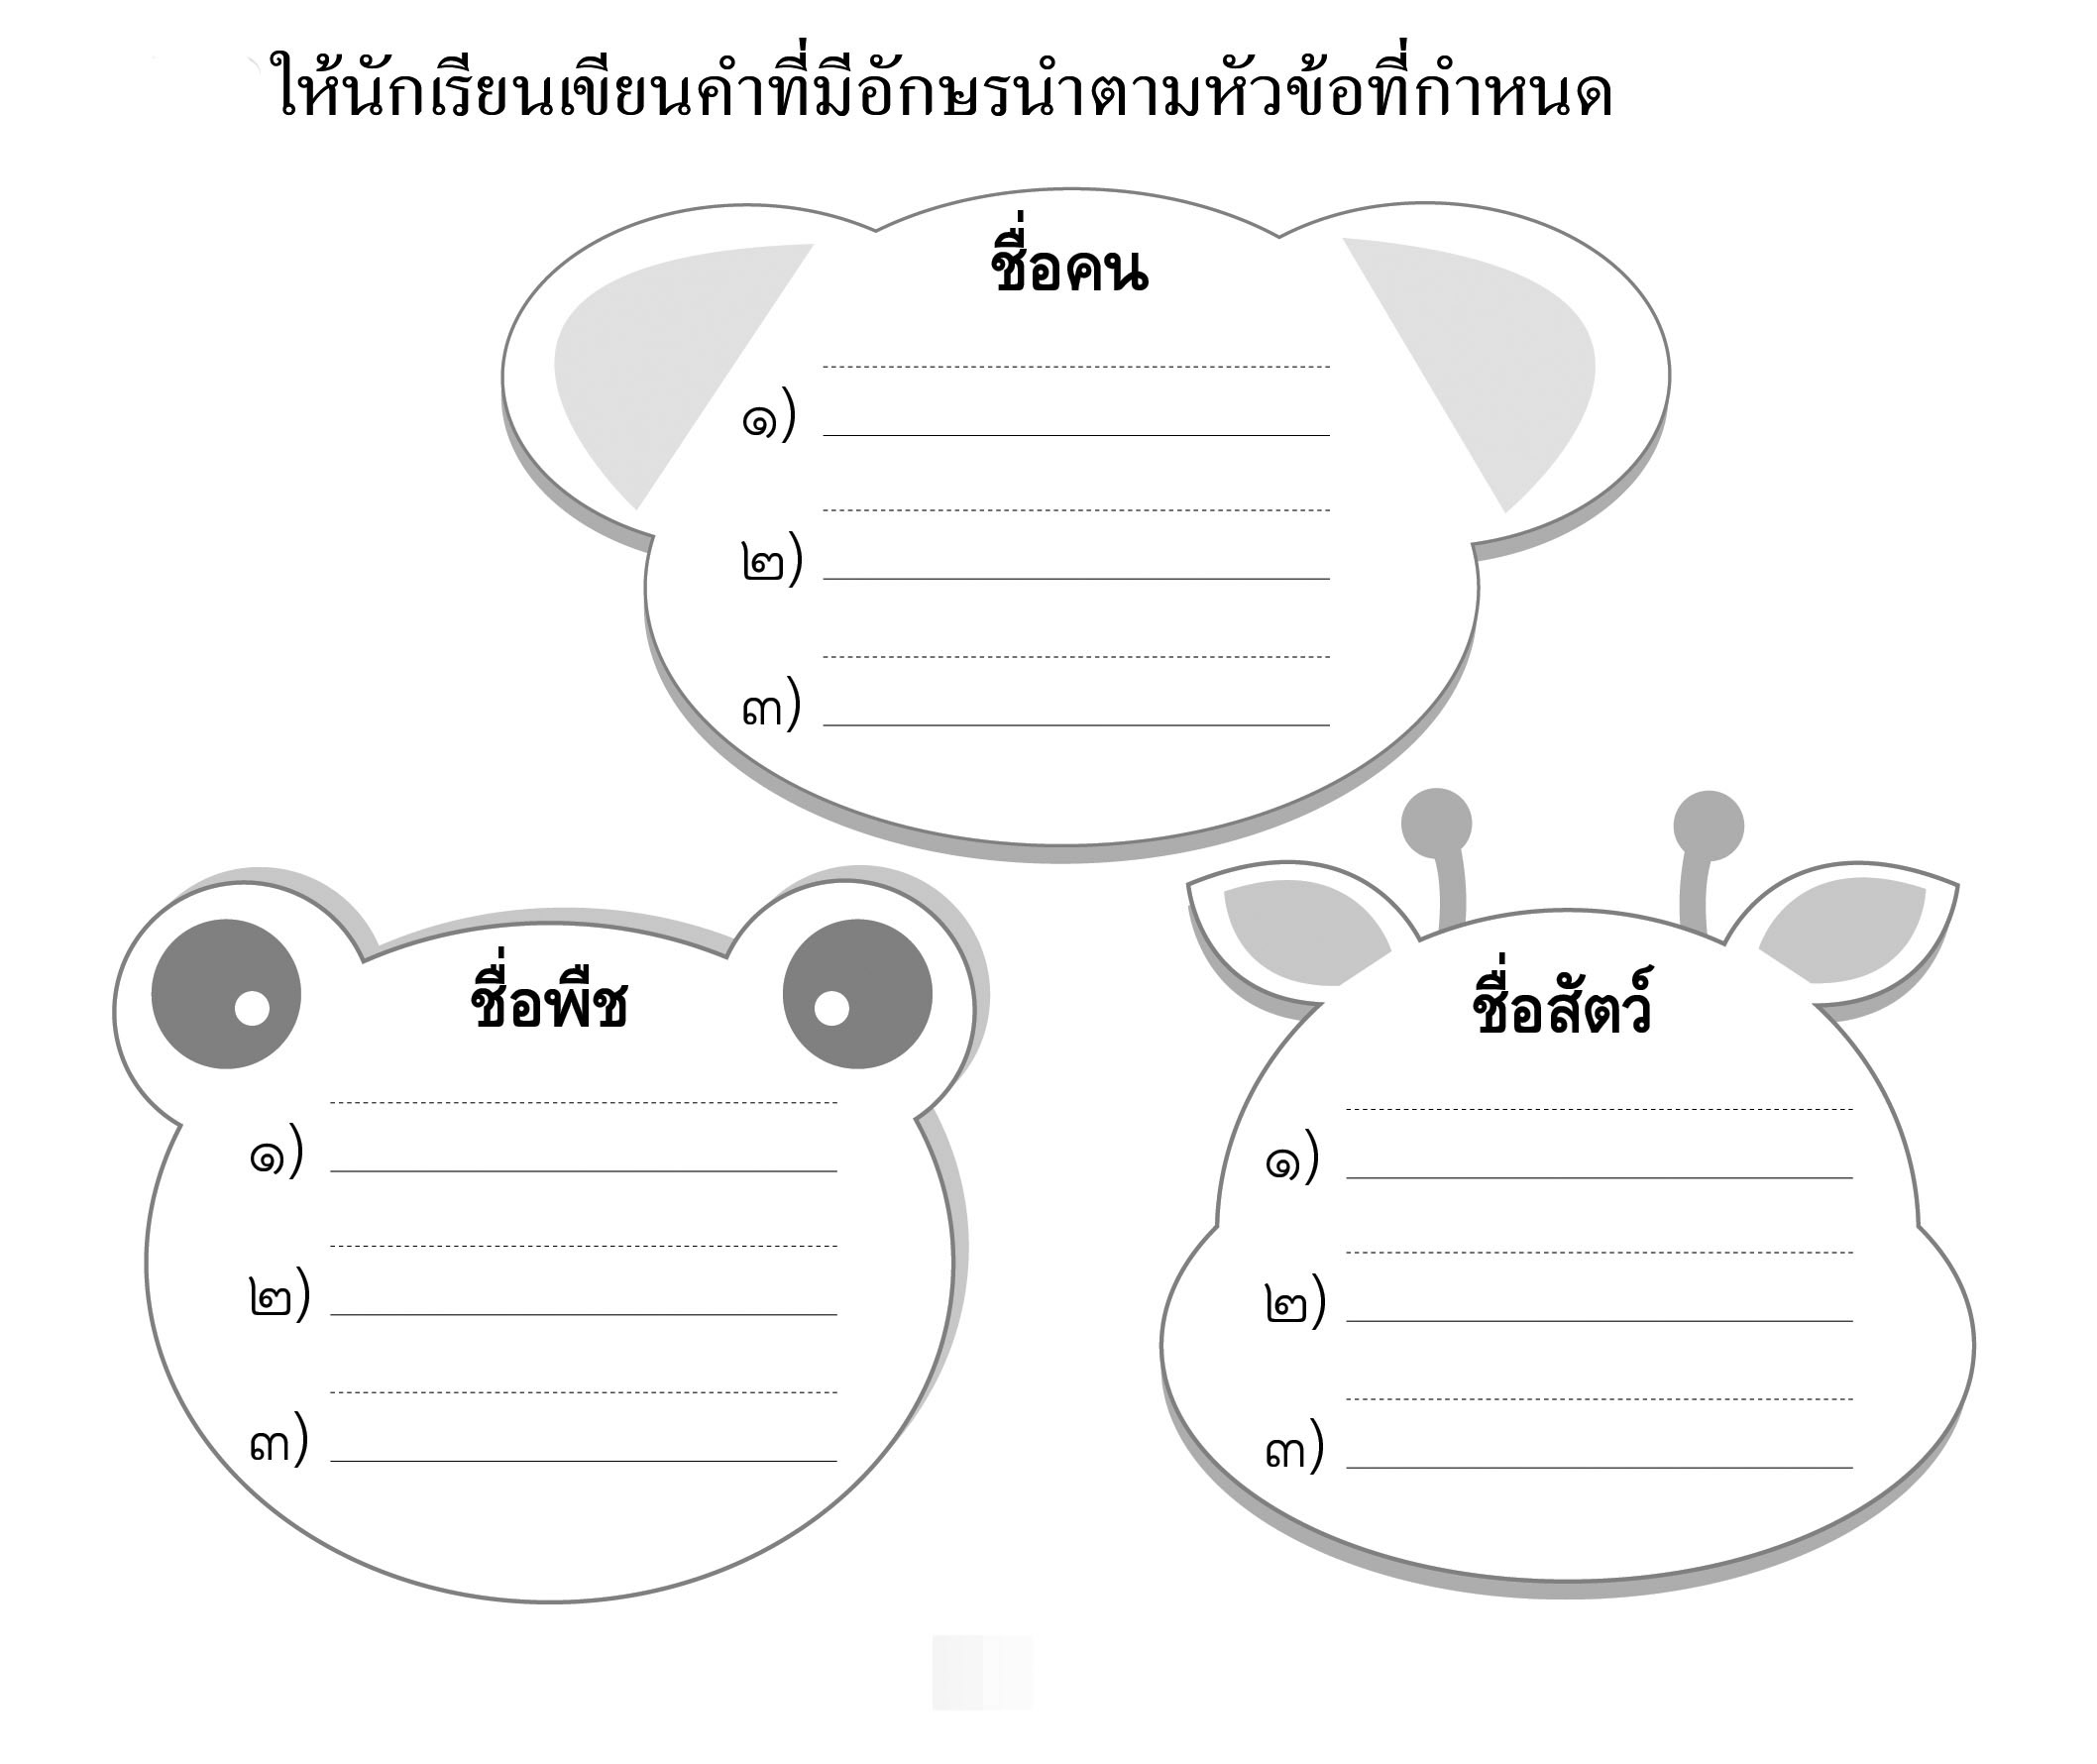 ให้นักเรียนเขียนคำที่มีอักษรนำตามหัวข้อที่กำหนด
ชื่อคน
๑)
๒)
๓)
ชื่อพืช
๑)
๒)
๓)
ชื่อสัตว์
๑)
๒)
๓)